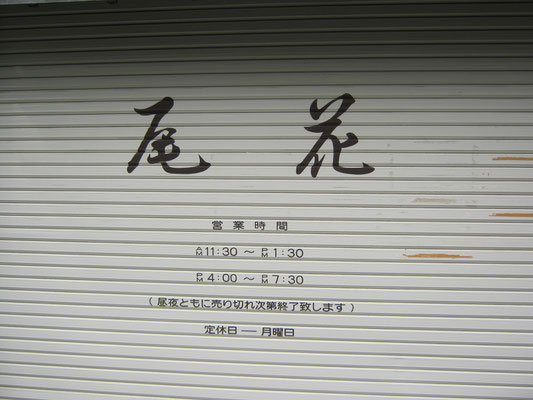 尾花
営業時間
AM11:30 〜 PM1:30
PM4:00 〜 PM7:30
(昼夜ともに売り切れ次第終了致します)
定休日 ― 月曜日